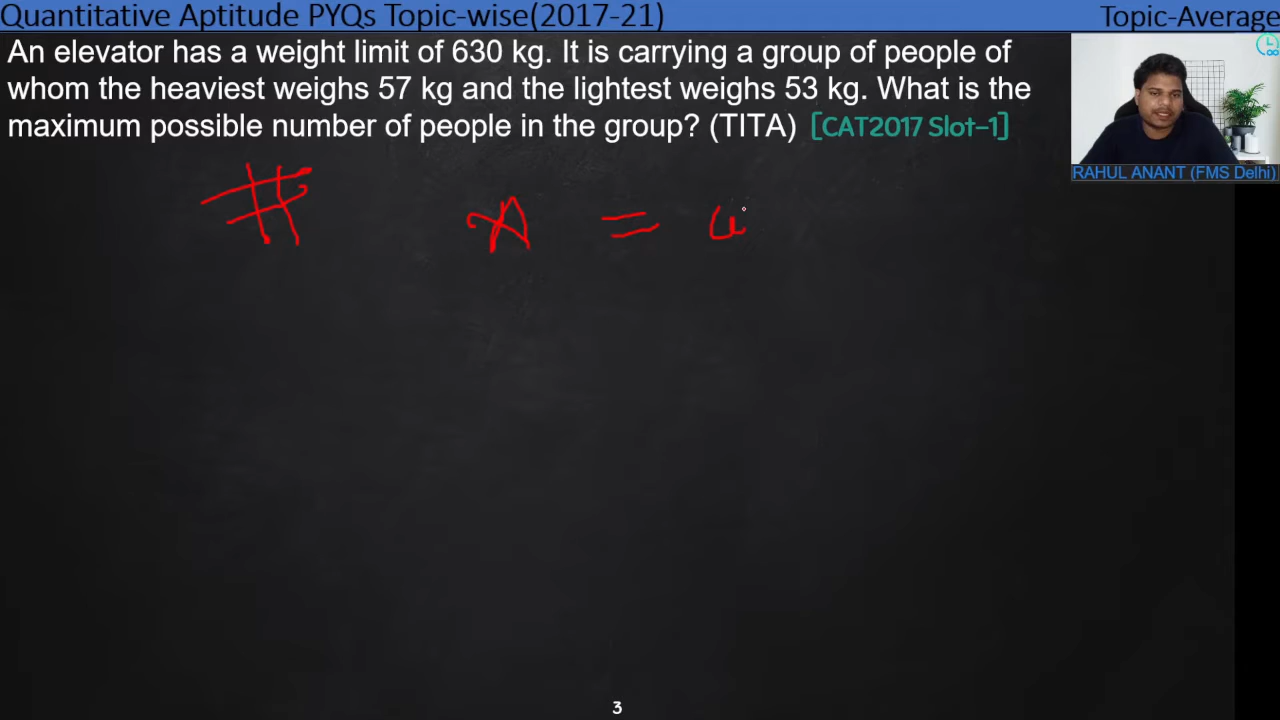 Quantitative Aptitude PYQs Topic-wise(2017-21) Topic-Average
An elevator has a weight limit of 630 kg. It is carrying a group of people of
whom the heaviest weighs 57 kg and the lightest weighs 53 kg. What is the
maximum possible number of people in the group? (TITA) [CAT2017 Slot-1]
RAHUL ANANT (FMS Delhi)
# A =
3